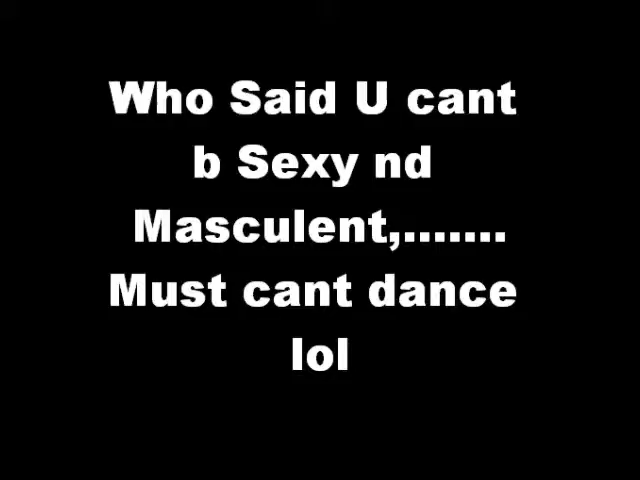 Who Said U cant
b Sexy nd
Masculent,.......
Must cant dance
lol